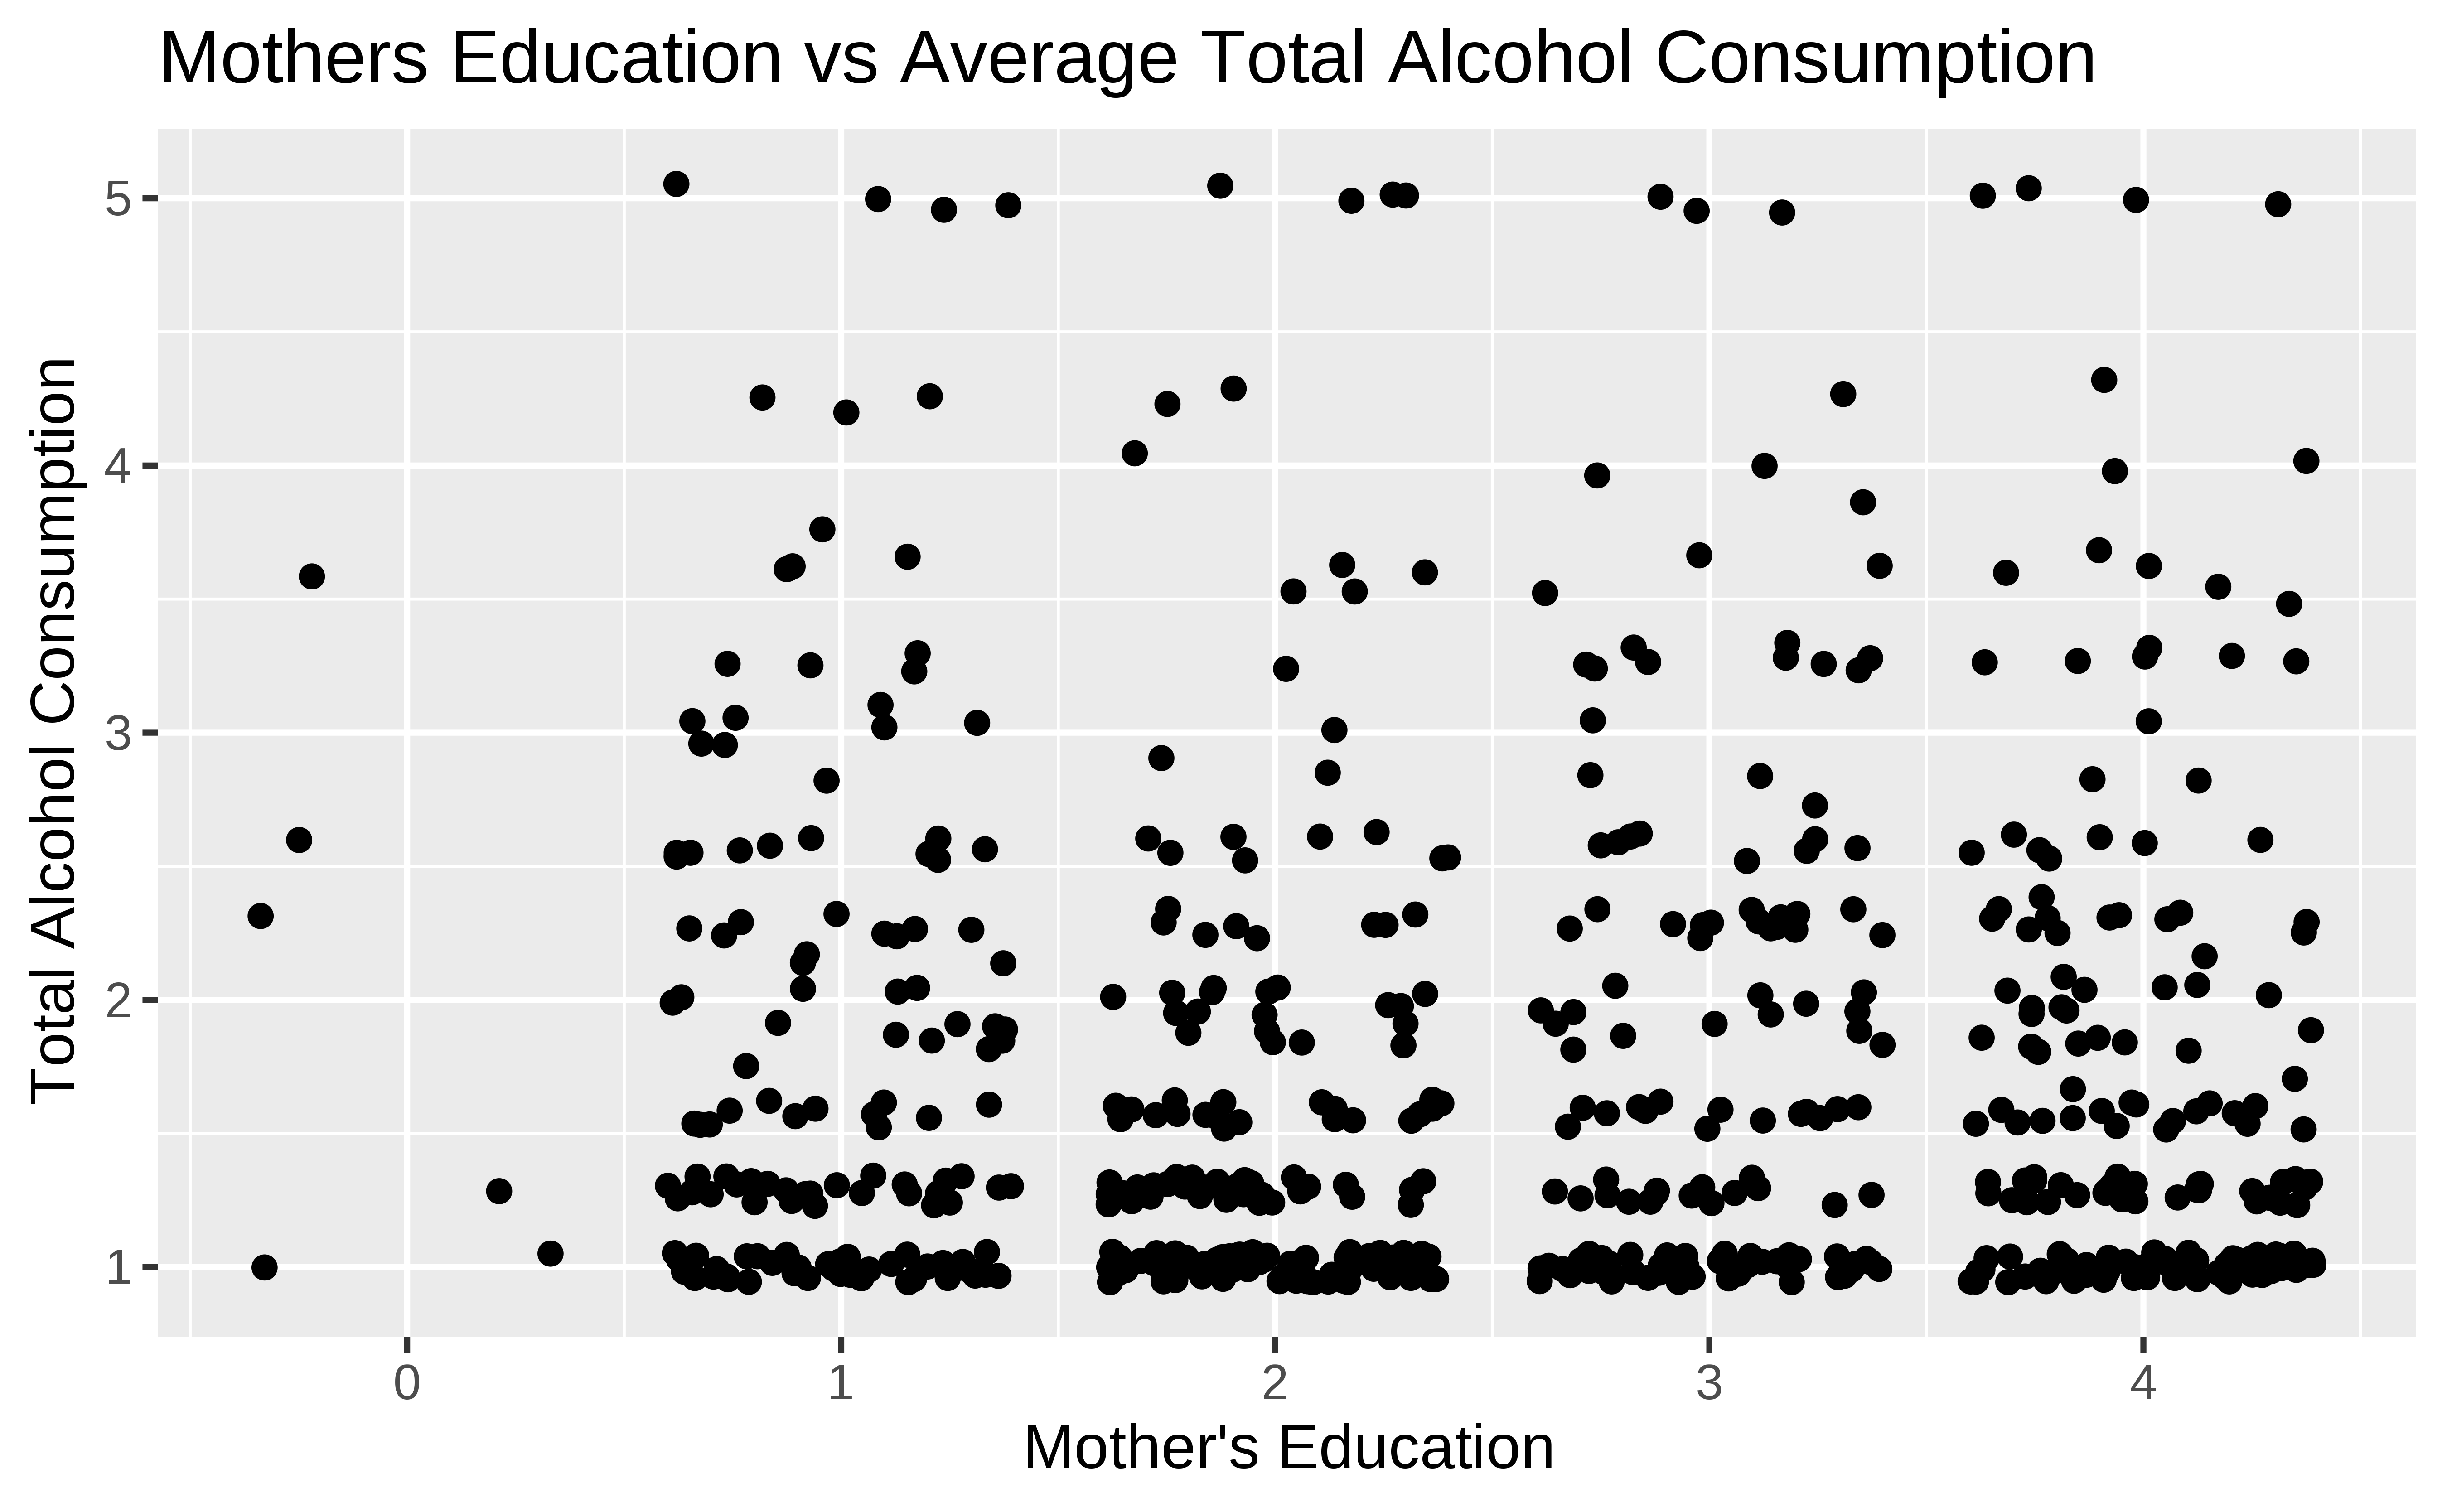 Mothers Education vs Average Total Alcohol Consumption
Total Alcohol Consumption
5
4
3
2
1
0 1 2 3 4
Mother's Education